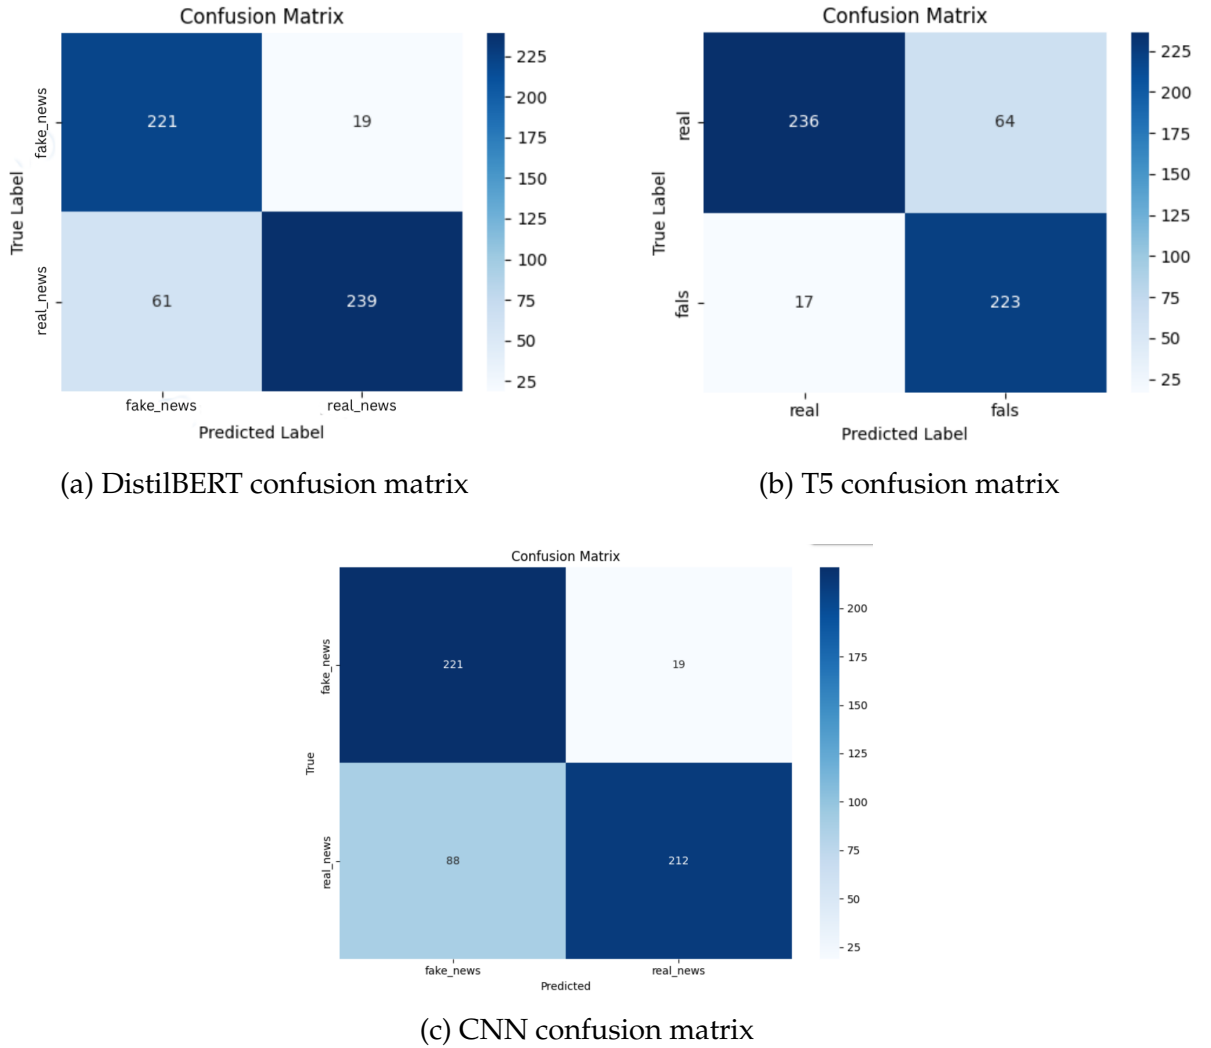 Confusion Matrix
True Label
fake_news
real_news
221 19
61 239
fake_news real_news
Predicted Label
225
200
175
150
125
100
75
50
25
(a) DistilBERT confusion matrix
Confusion Matrix
True Label
real
fals
236 64
17 223
real fals
Predicted Label
225
200
175
150
125
100
75
50
25
(b) T5 confusion matrix
Confusion Matrix
True
fake_news
real_news
221 19
88 212
fake_news real_news
Predicted
200
175
150
125
100
75
50
25
(c) CNN confusion matrix